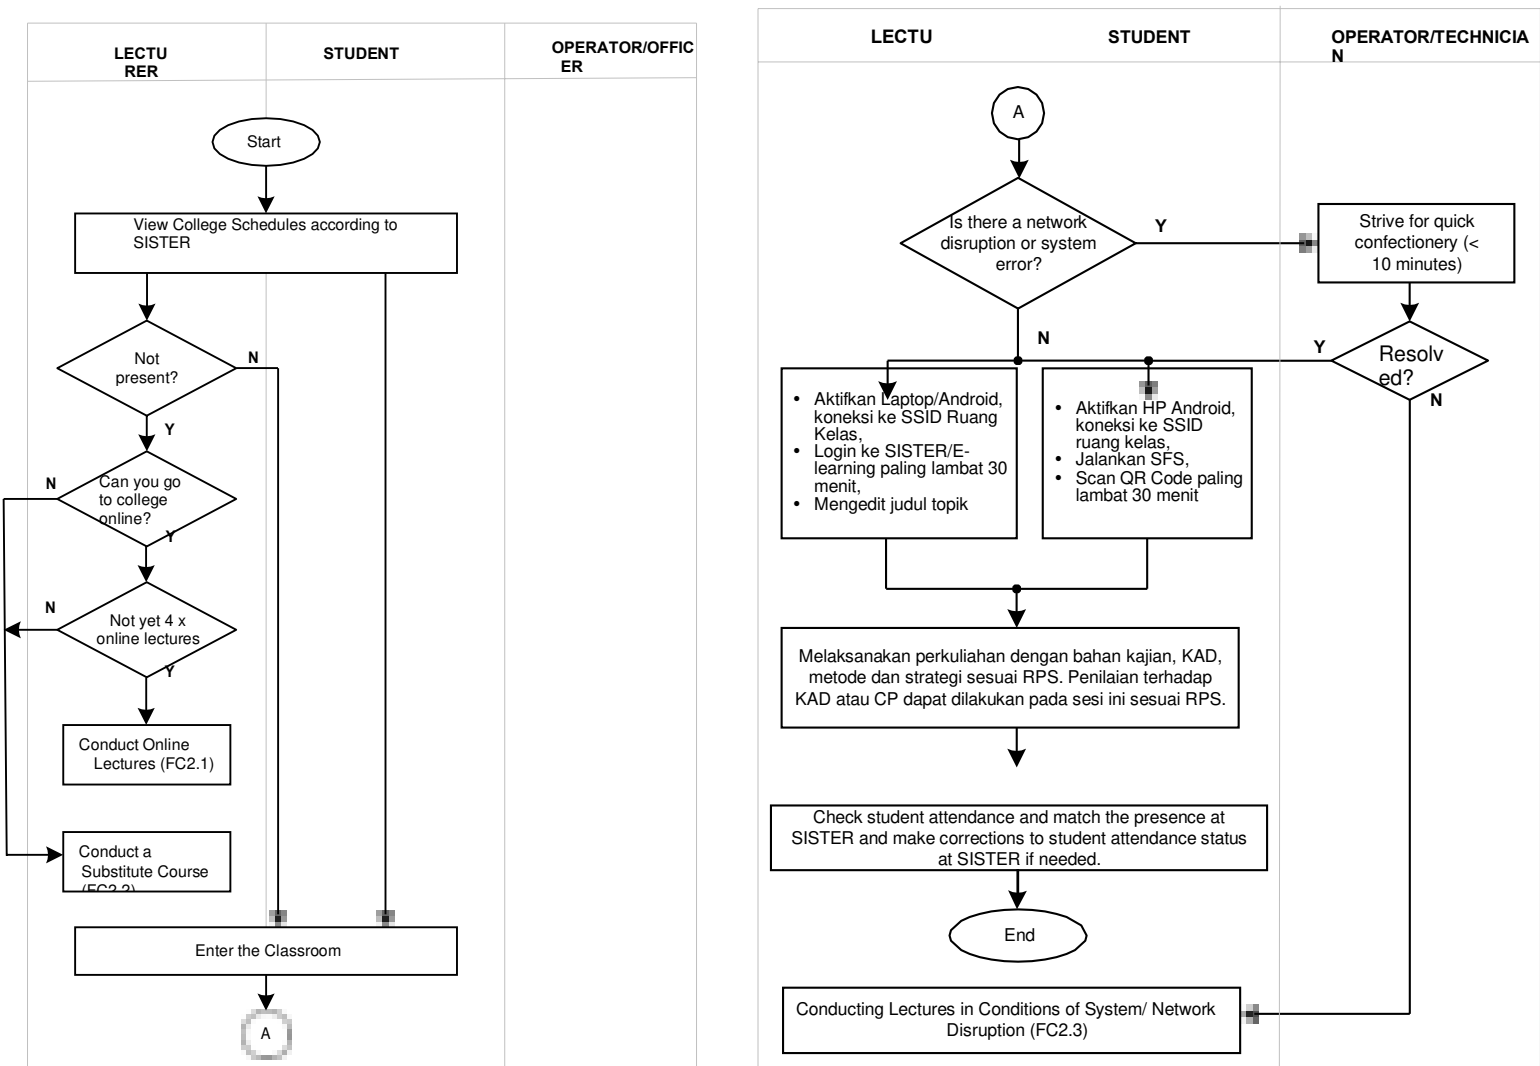 LECTU
RER
STUDENT
OPERATOR/OFFIC
ER
Start
View College Schedules according to
SISTER
Not
present?
N
Y
Can you go
to college
online?
N
Y
Not yet 4 x
online lectures
N
Y
Conduct Online
Lectures (FC2.1)
Conduct a
Substitute Course
(FC2.2)
Enter the Classroom
A
LECTU
STUDENT
OPERATOR/TECHNICIA
N
A
Is there a network
disruption or system
error?
Y
N
Strive for quick
confectionery (<
10 minutes)
Resolv
ed?
Y
N
• Aktifkan Laptop/Android,
koneksi ke SSID Ruang
Kelas,
• Login ke SISTER/E-
learning paling lambat 30
menit,
• Mengedit judul topik
• Aktifkan HP Android,
koneksi ke SSID
ruang kelas,
• Jalankan SFS,
• Scan QR Code paling
lambat 30 menit
Melaksanakan perkuliahan dengan bahan kajian, KAD,
metode dan strategi sesuai RPS. Penilaian terhadap
KAD atau CP dapat dilakukan pada sesi ini sesuai RPS.
Check student attendance and match the presence at
SISTER and make corrections to student attendance status
at SISTER if needed.
End
Conducting Lectures in Conditions of System/ Network
Disruption (FC2.3)